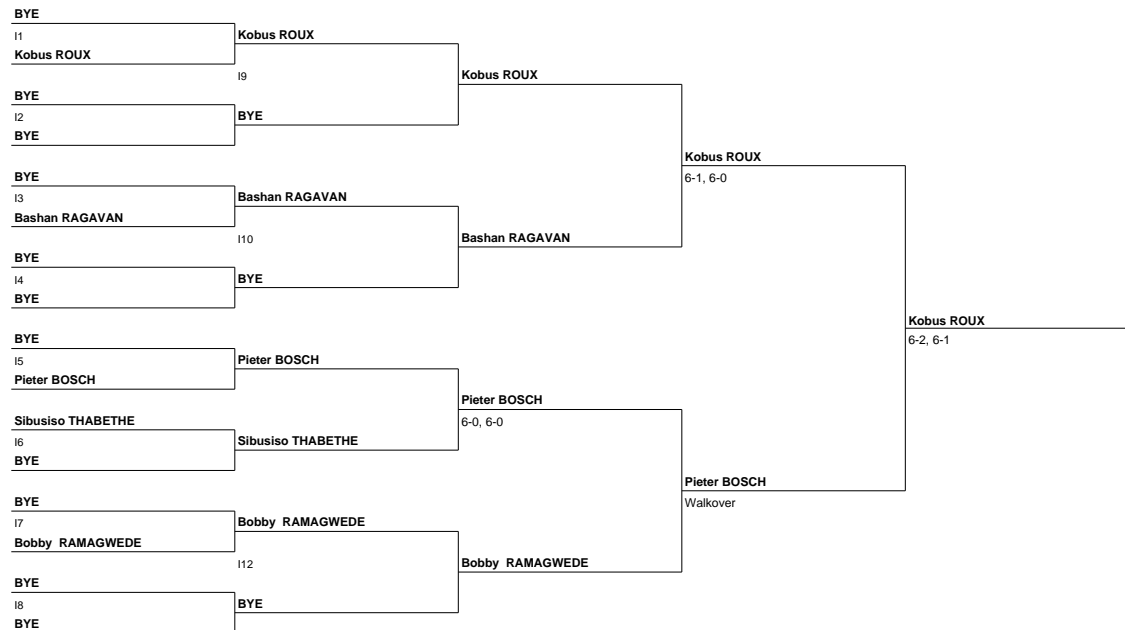 BYE
I1
Kobus ROUX
BYE
I2
BYE
BYE
I3
Bashan RAGAVAN
BYE
I4
BYE
BYE
I5
Pieter BOSCH
Sibusiso THABETHE
I6
BYE
BYE
I7
Bobby RAMAGWEDE
BYE
I8
BYE
Kobus ROUX
I9
BYE
Bashan RAGAVAN
I10
BYE
Pieter BOSCH
Sibusiso THABETHE
Bobby RAMAGWEDE
I12
BYE
Kobus ROUX
Bashan RAGAVAN
Pieter BOSCH
6-0, 6-0
Bobby RAMAGWEDE
Kobus ROUX
6-1, 6-0
Pieter BOSCH
Walkover
Kobus ROUX
6-2, 6-1